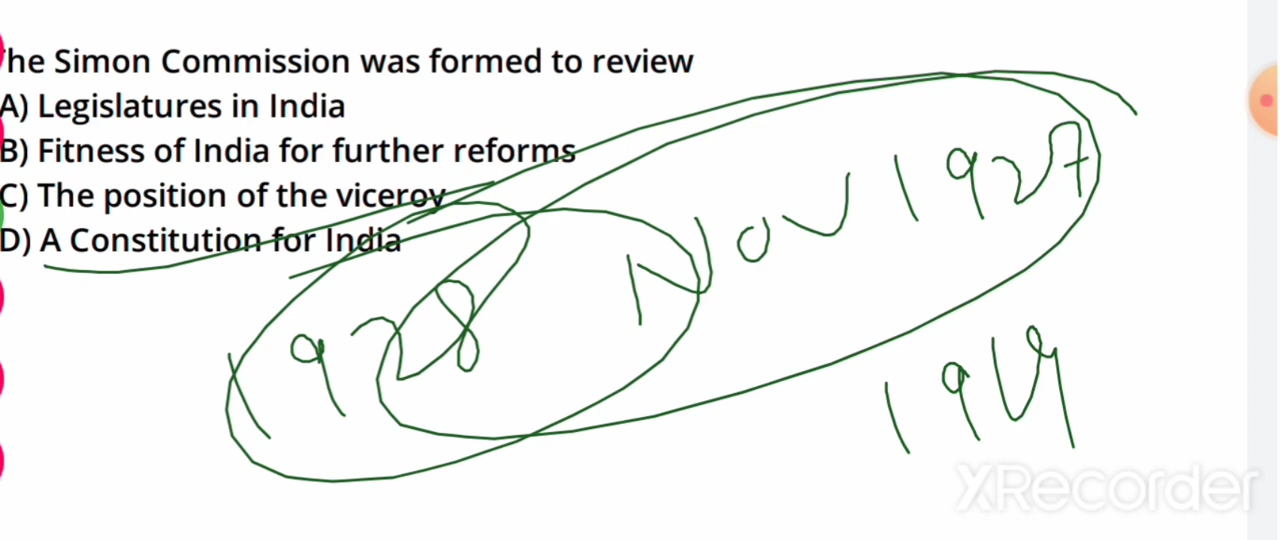 he Simon Commission was formed to review
A) Legislatures in India
B) Fitness of India for further reforms
C) The position of the viceroy
D) A Constitution for India
Nov 1927
1928
1919
XRecorder